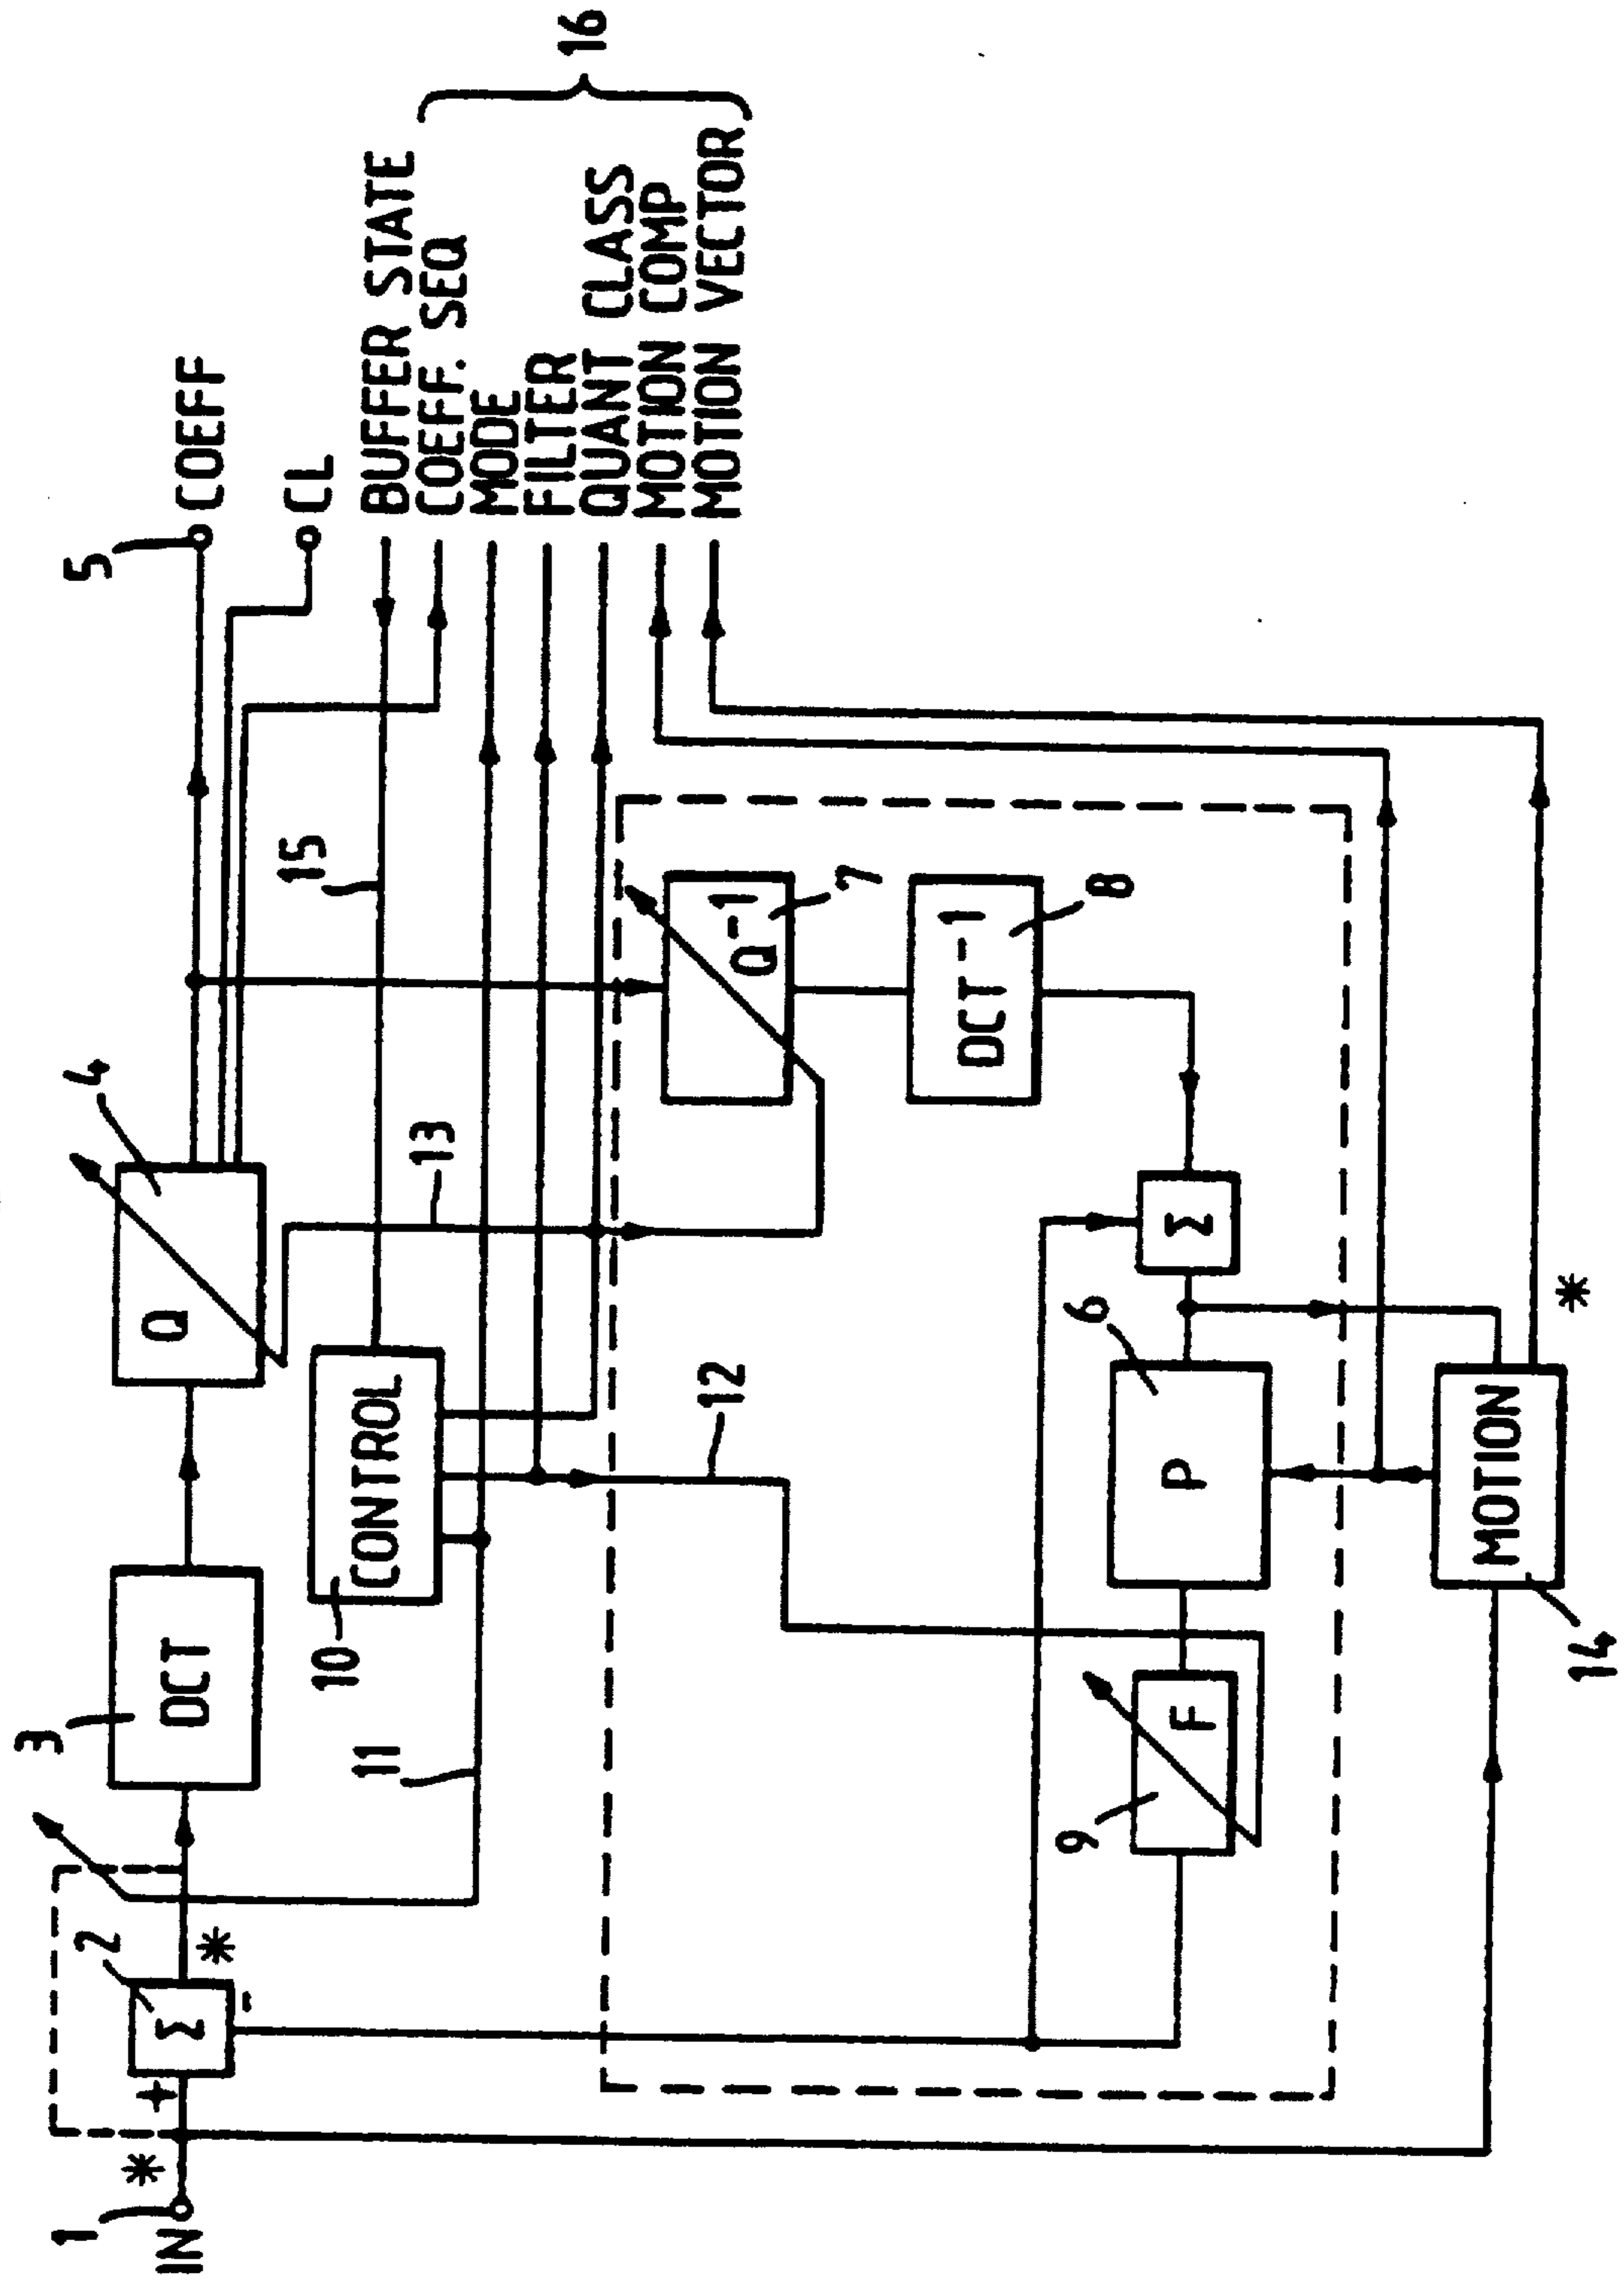 1
IN
*
+
2
Σ
-
*
3
DCT
4
Q
5
COEFF
CL
10
CONTROL
11
12
13
15
BUFFER STATE
COEFF. SEQ
MODE
FILTER
QUANT CLASS
MOTION COMP
MOTION VECTOR
16
Q⁻¹
7
DCT⁻¹
8
Σ
6
P
9
F
MOTION
14
*